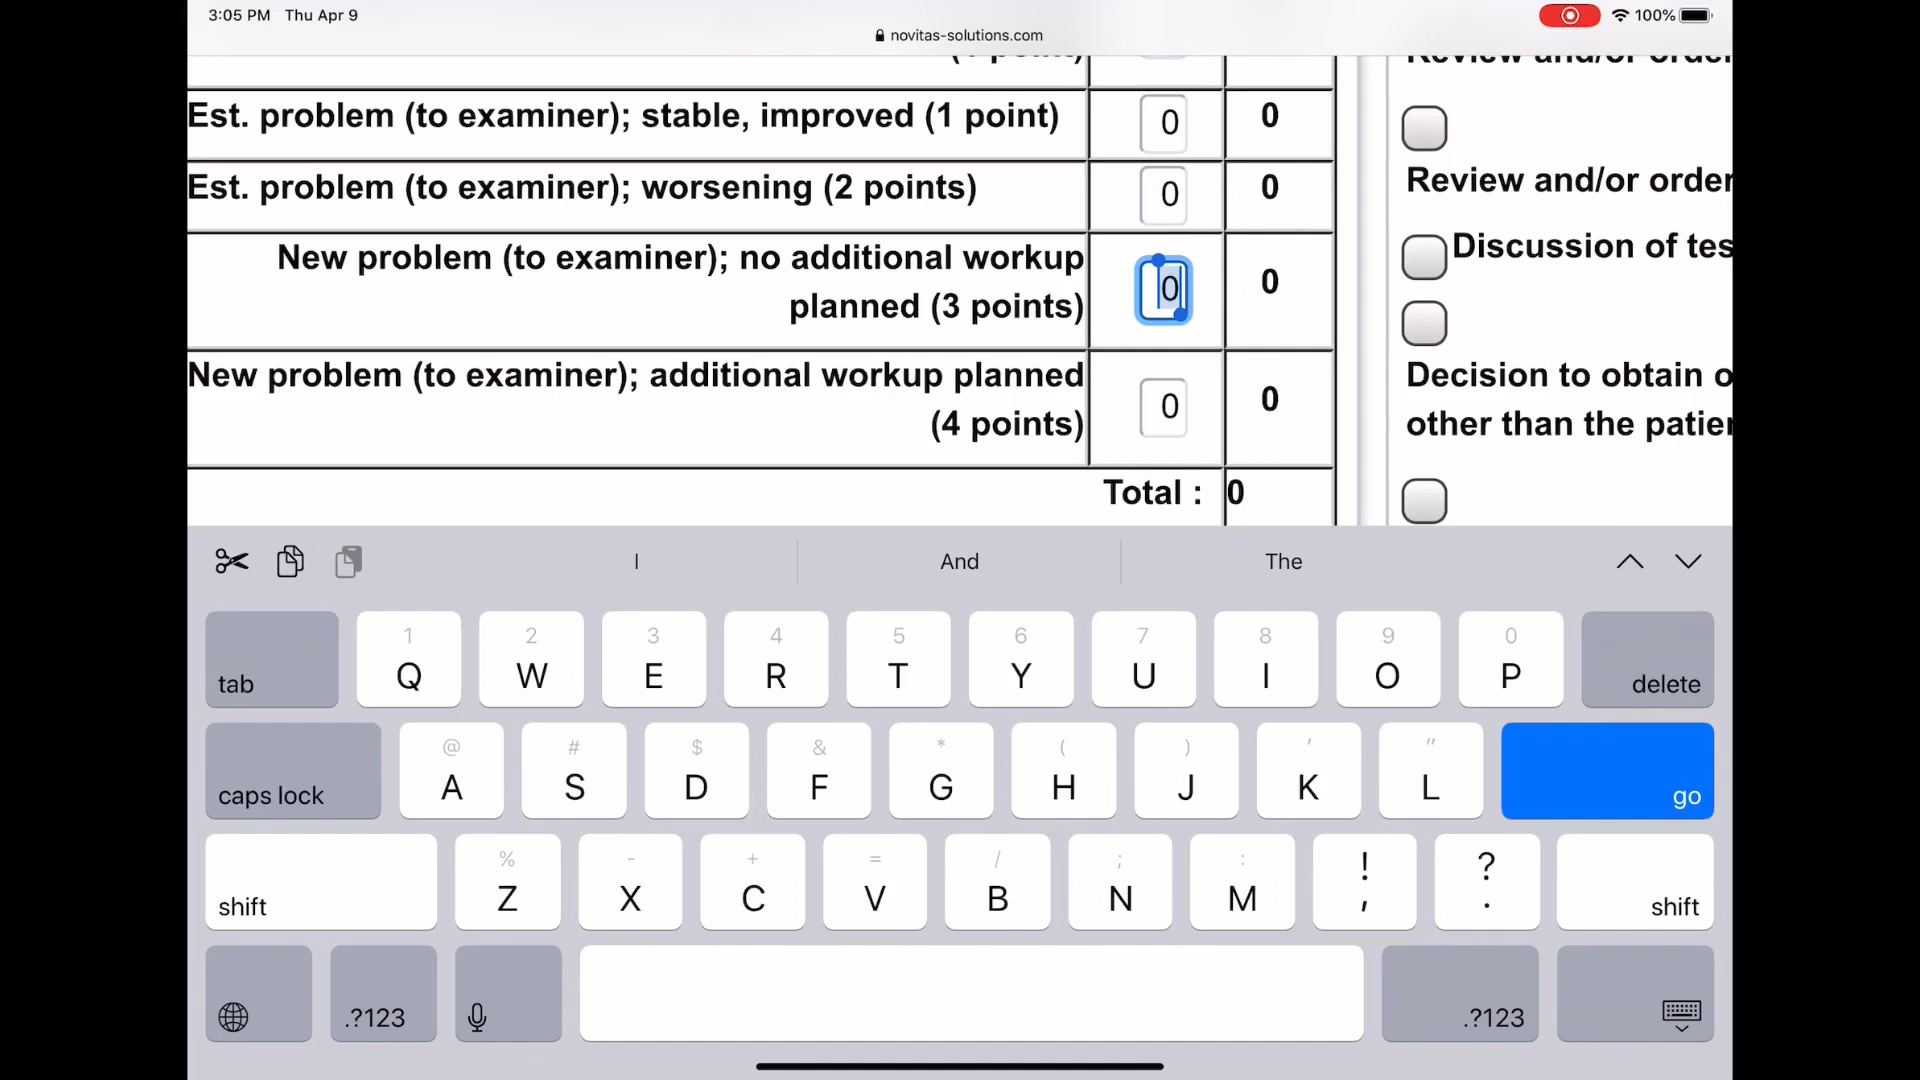 3:05 PM Thu Apr 9
100%
novitas-solutions.com
Est. problem (to examiner); stable, improved (1 point) 0 0
Est. problem (to examiner); worsening (2 points) 0 0
New problem (to examiner); no additional workup
planned (3 points) 0 0
New problem (to examiner); additional workup planned
(4 points) 0 0
Total : 0
Review and/or order
Discussion of tes
Decision to obtain o
other than the patie
I And The
1 2 3 4 5 6 7 8 9 0
tab Q W E R T Y U I O P delete
@ # $ & * ( ) ' "
caps lock A S D F G H J K L go
% - + = / ; : ! ?
shift Z X C V B N M , . shift
.?123 .?123